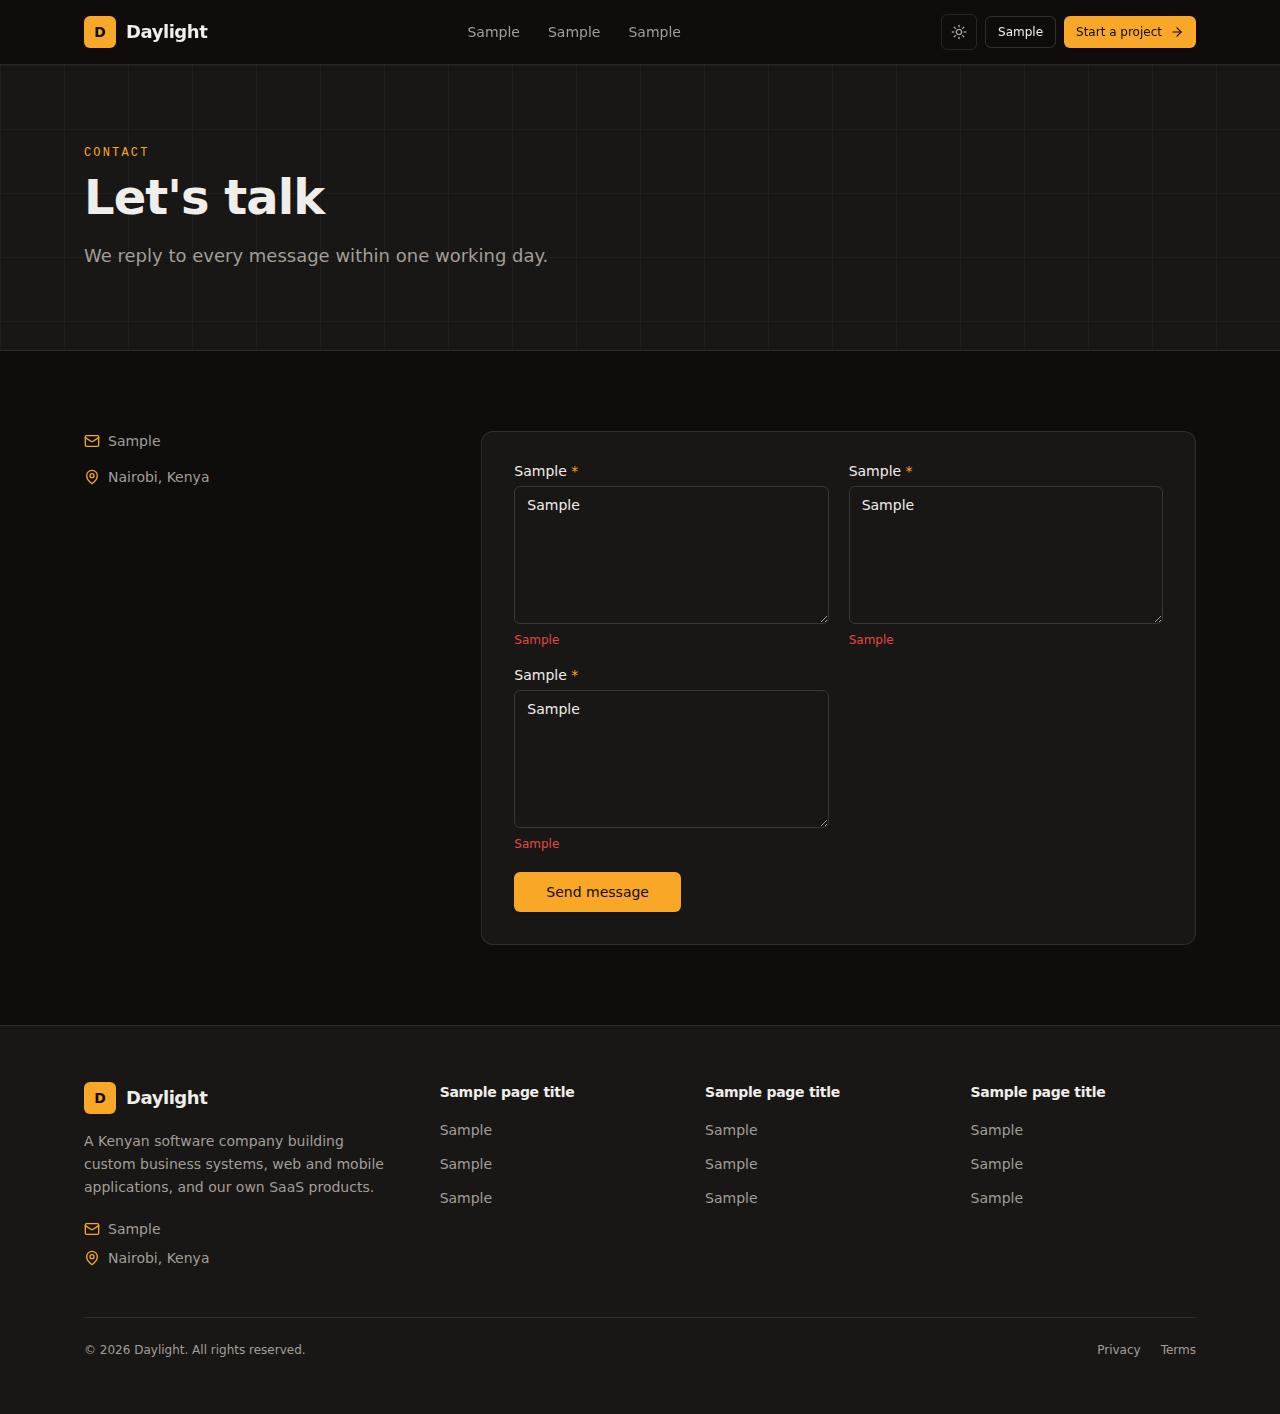 D Daylight
Sample Sample Sample
Sample Start a project
CONTACT
Let's talk
We reply to every message within one working day.
Sample
Nairobi, Kenya
Sample * Sample *
Sample Sample
Sample Sample
Sample *
Sample
Sample
Send message
D Daylight
A Kenyan software company building
custom business systems, web and mobile
applications, and our own SaaS products.
Sample
Nairobi, Kenya
Sample page title
Sample
Sample
Sample
Sample page title
Sample
Sample
Sample
Sample page title
Sample
Sample
Sample
© 2026 Daylight. All rights reserved.
Privacy Terms